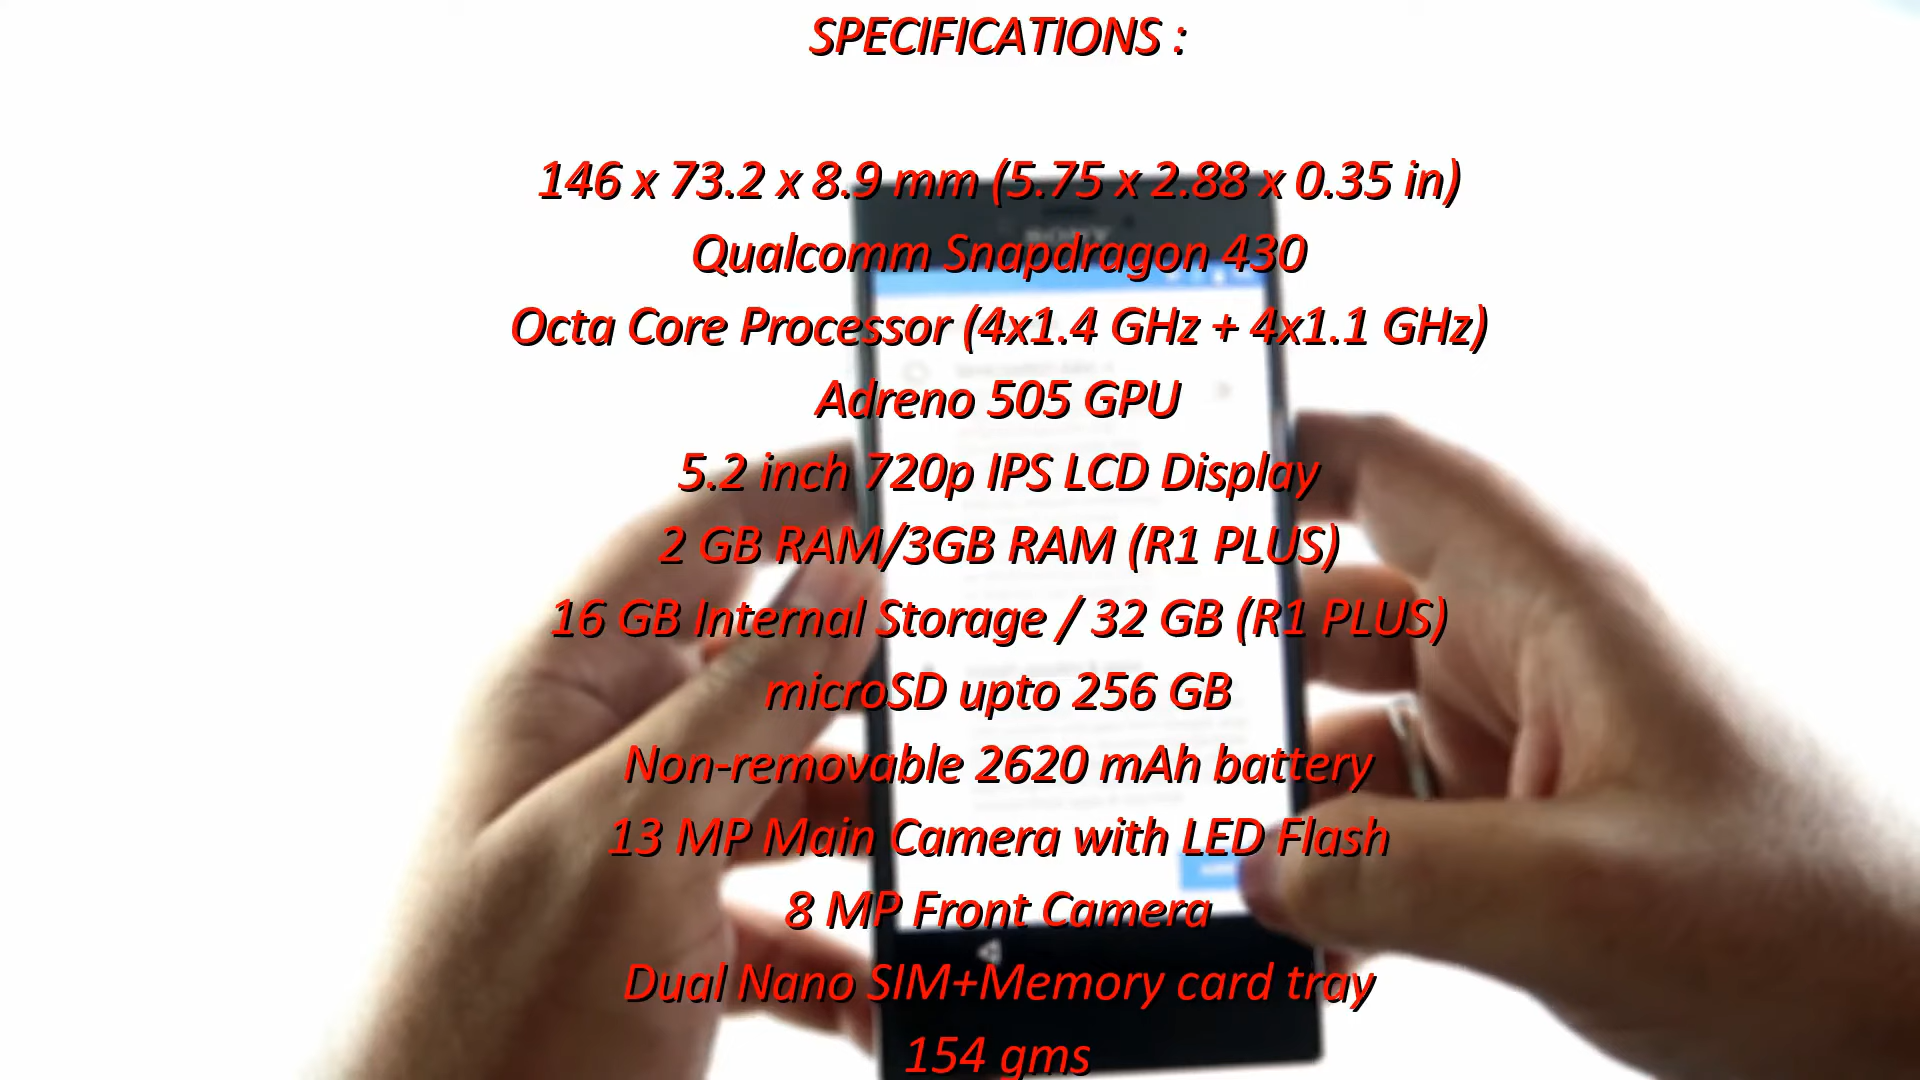 SPECIFICATIONS :
146 x 73.2 x 8.9 mm (5.75 x 2.88 x 0.35 in)
Qualcomm Snapdragon 430
Octa Core Processor (4x1.4 GHz + 4x1.1 GHz)
Adreno 505 GPU
5.2 inch 720p IPS LCD Display
2 GB RAM/3GB RAM (R1 PLUS)
16 GB Internal Storage / 32 GB (R1 PLUS)
microSD upto 256 GB
Non-removable 2620 mAh battery
13 MP Main Camera with LED Flash
8 MP Front Camera
Dual Nano SIM+Memory card tray
154 gms